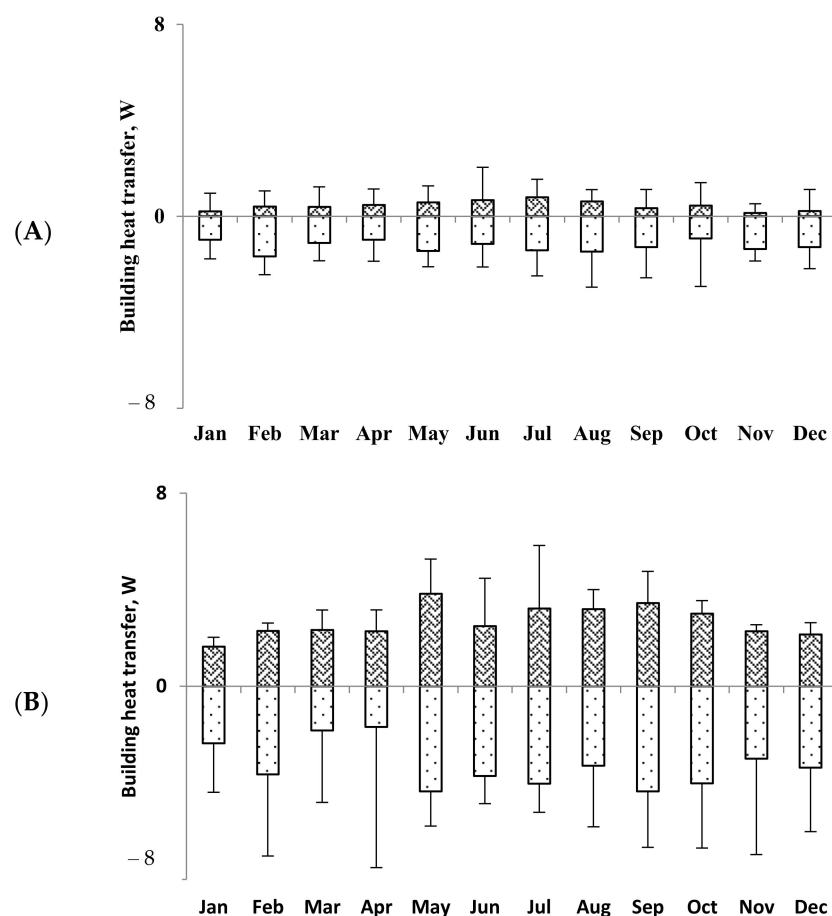 8
Building heat transfer, W
(A)
0
– 8
Jan Feb Mar Apr May Jun Jul Aug Sep Oct Nov Dec
8
Building heat transfer, W
0
(B)
– 8
Jan Feb Mar Apr May Jun Jul Aug Sep Oct Nov Dec